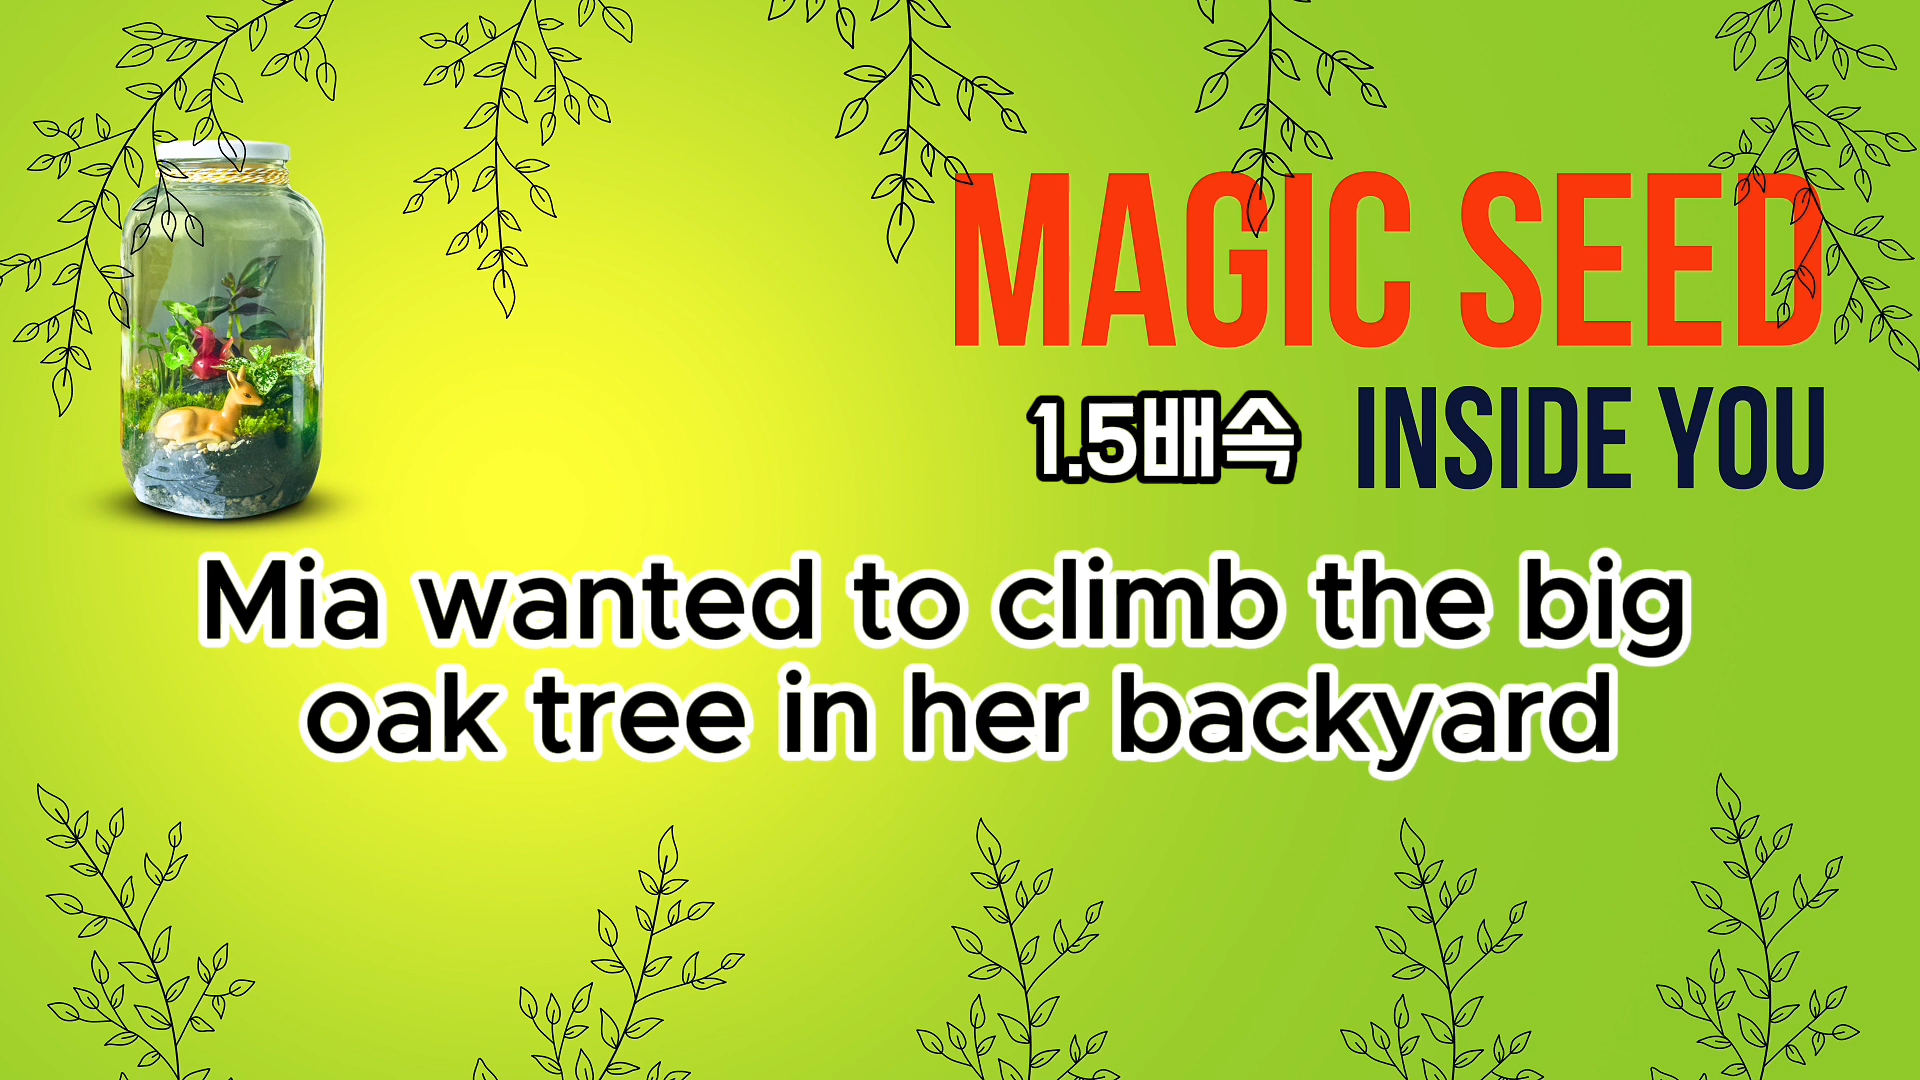 MAGIC SEED
1.5배속 INSIDE YOU
Mia wanted to climb the big
oak tree in her backyard